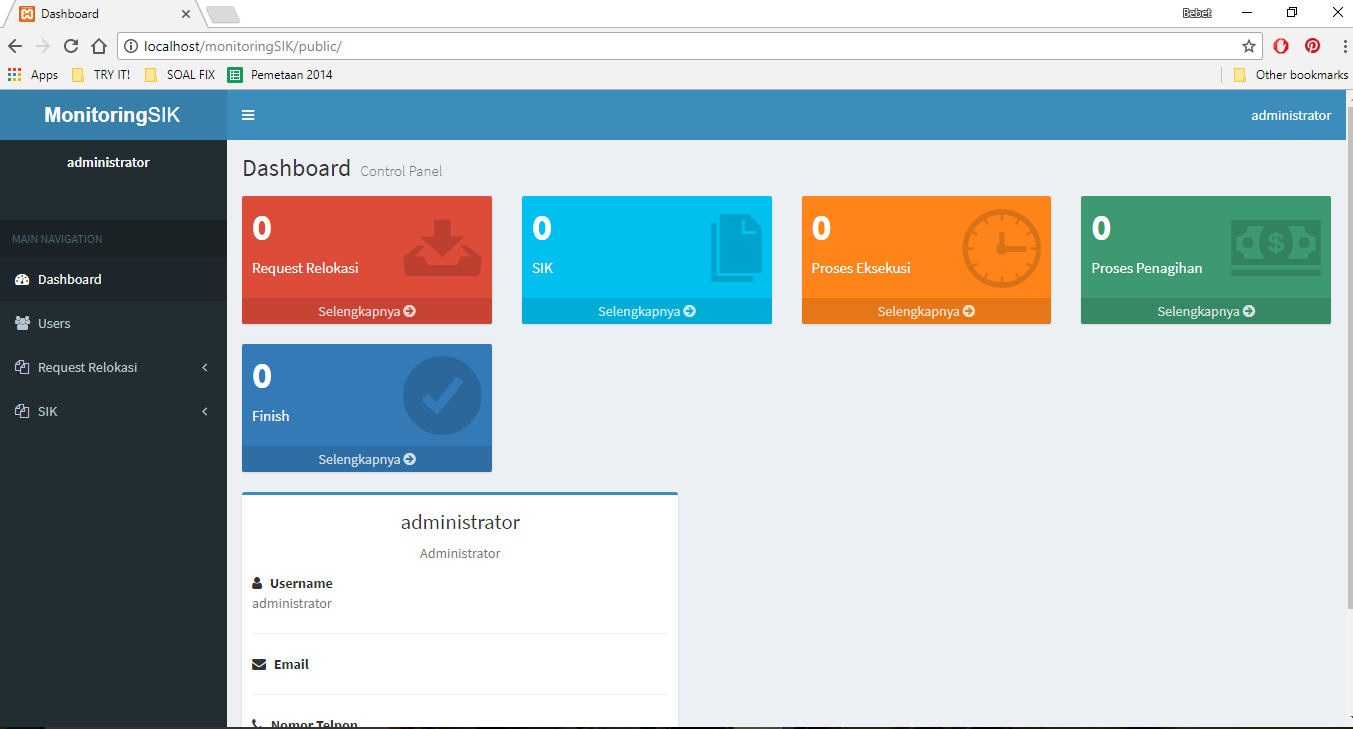 Dashboard
Bebet
localhost/monitoringSIK/public/
Apps TRY IT! SOAL FIX Pemetaan 2014 Other bookmarks
MonitoringSIK
administrator
administrator
MAIN NAVIGATION
Dashboard
Users
Request Relokasi
SIK
Dashboard Control Panel
0
Request Relokasi
Selengkapnya
0
SIK
Selengkapnya
0
Proses Eksekusi
Selengkapnya
0
Proses Penagihan
Selengkapnya
0
Finish
Selengkapnya
administrator
Administrator
Username
administrator
Email
Nomor Telpon